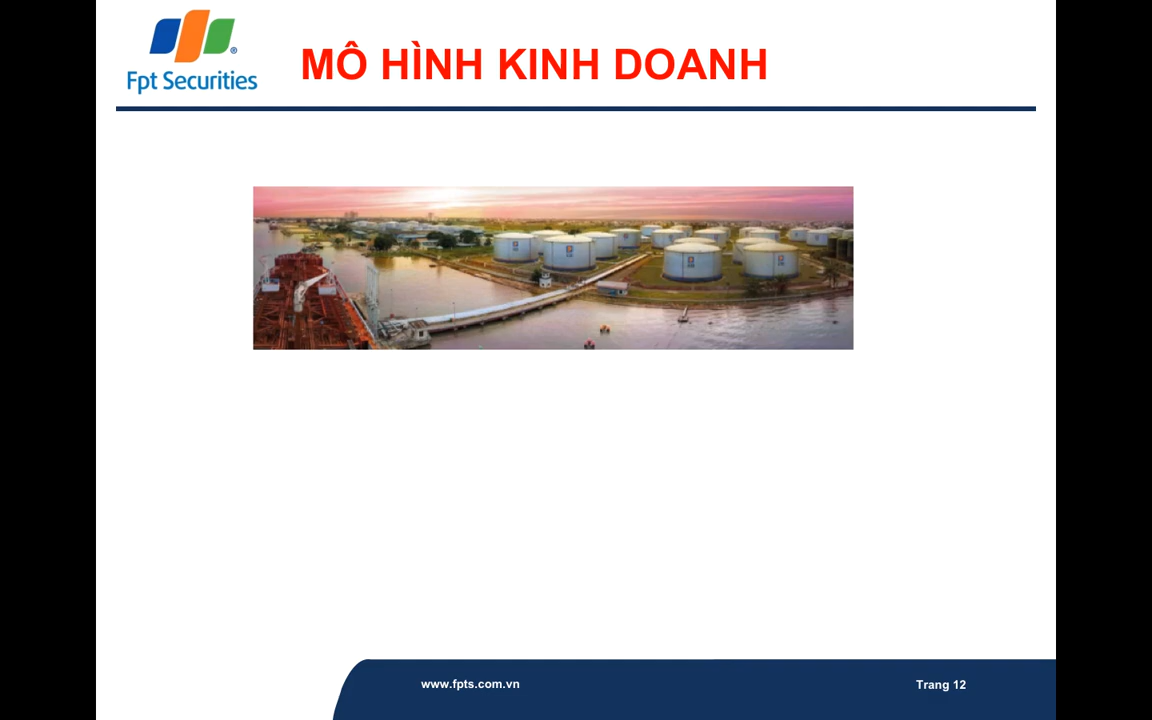 Fpt Securities
MÔ HÌNH KINH DOANH
www.fpts.com.vn
Trang 12